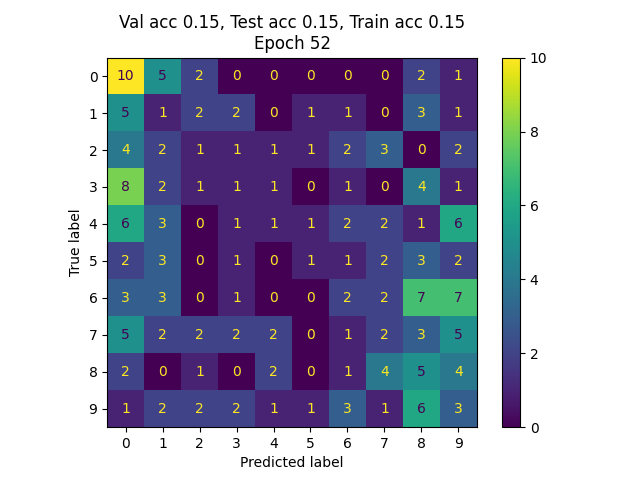 Val acc 0.15, Test acc 0.15, Train acc 0.15
Epoch 52
0 10 5 2 0 0 0 0 0 2 1
1 5 1 2 2 0 1 1 0 3 1
2 4 2 1 1 1 1 2 3 0 2
3 8 2 1 1 1 0 1 0 4 1
4 6 3 0 1 1 1 2 2 1 6
5 2 3 0 1 0 1 1 2 3 2
6 3 3 0 1 0 0 2 2 7 7
7 5 2 2 2 2 0 1 2 3 5
8 2 0 1 0 2 0 1 4 5 4
9 1 2 2 2 1 1 3 1 6 3
0 1 2 3 4 5 6 7 8 9
Predicted label
True label
10
8
6
4
2
0